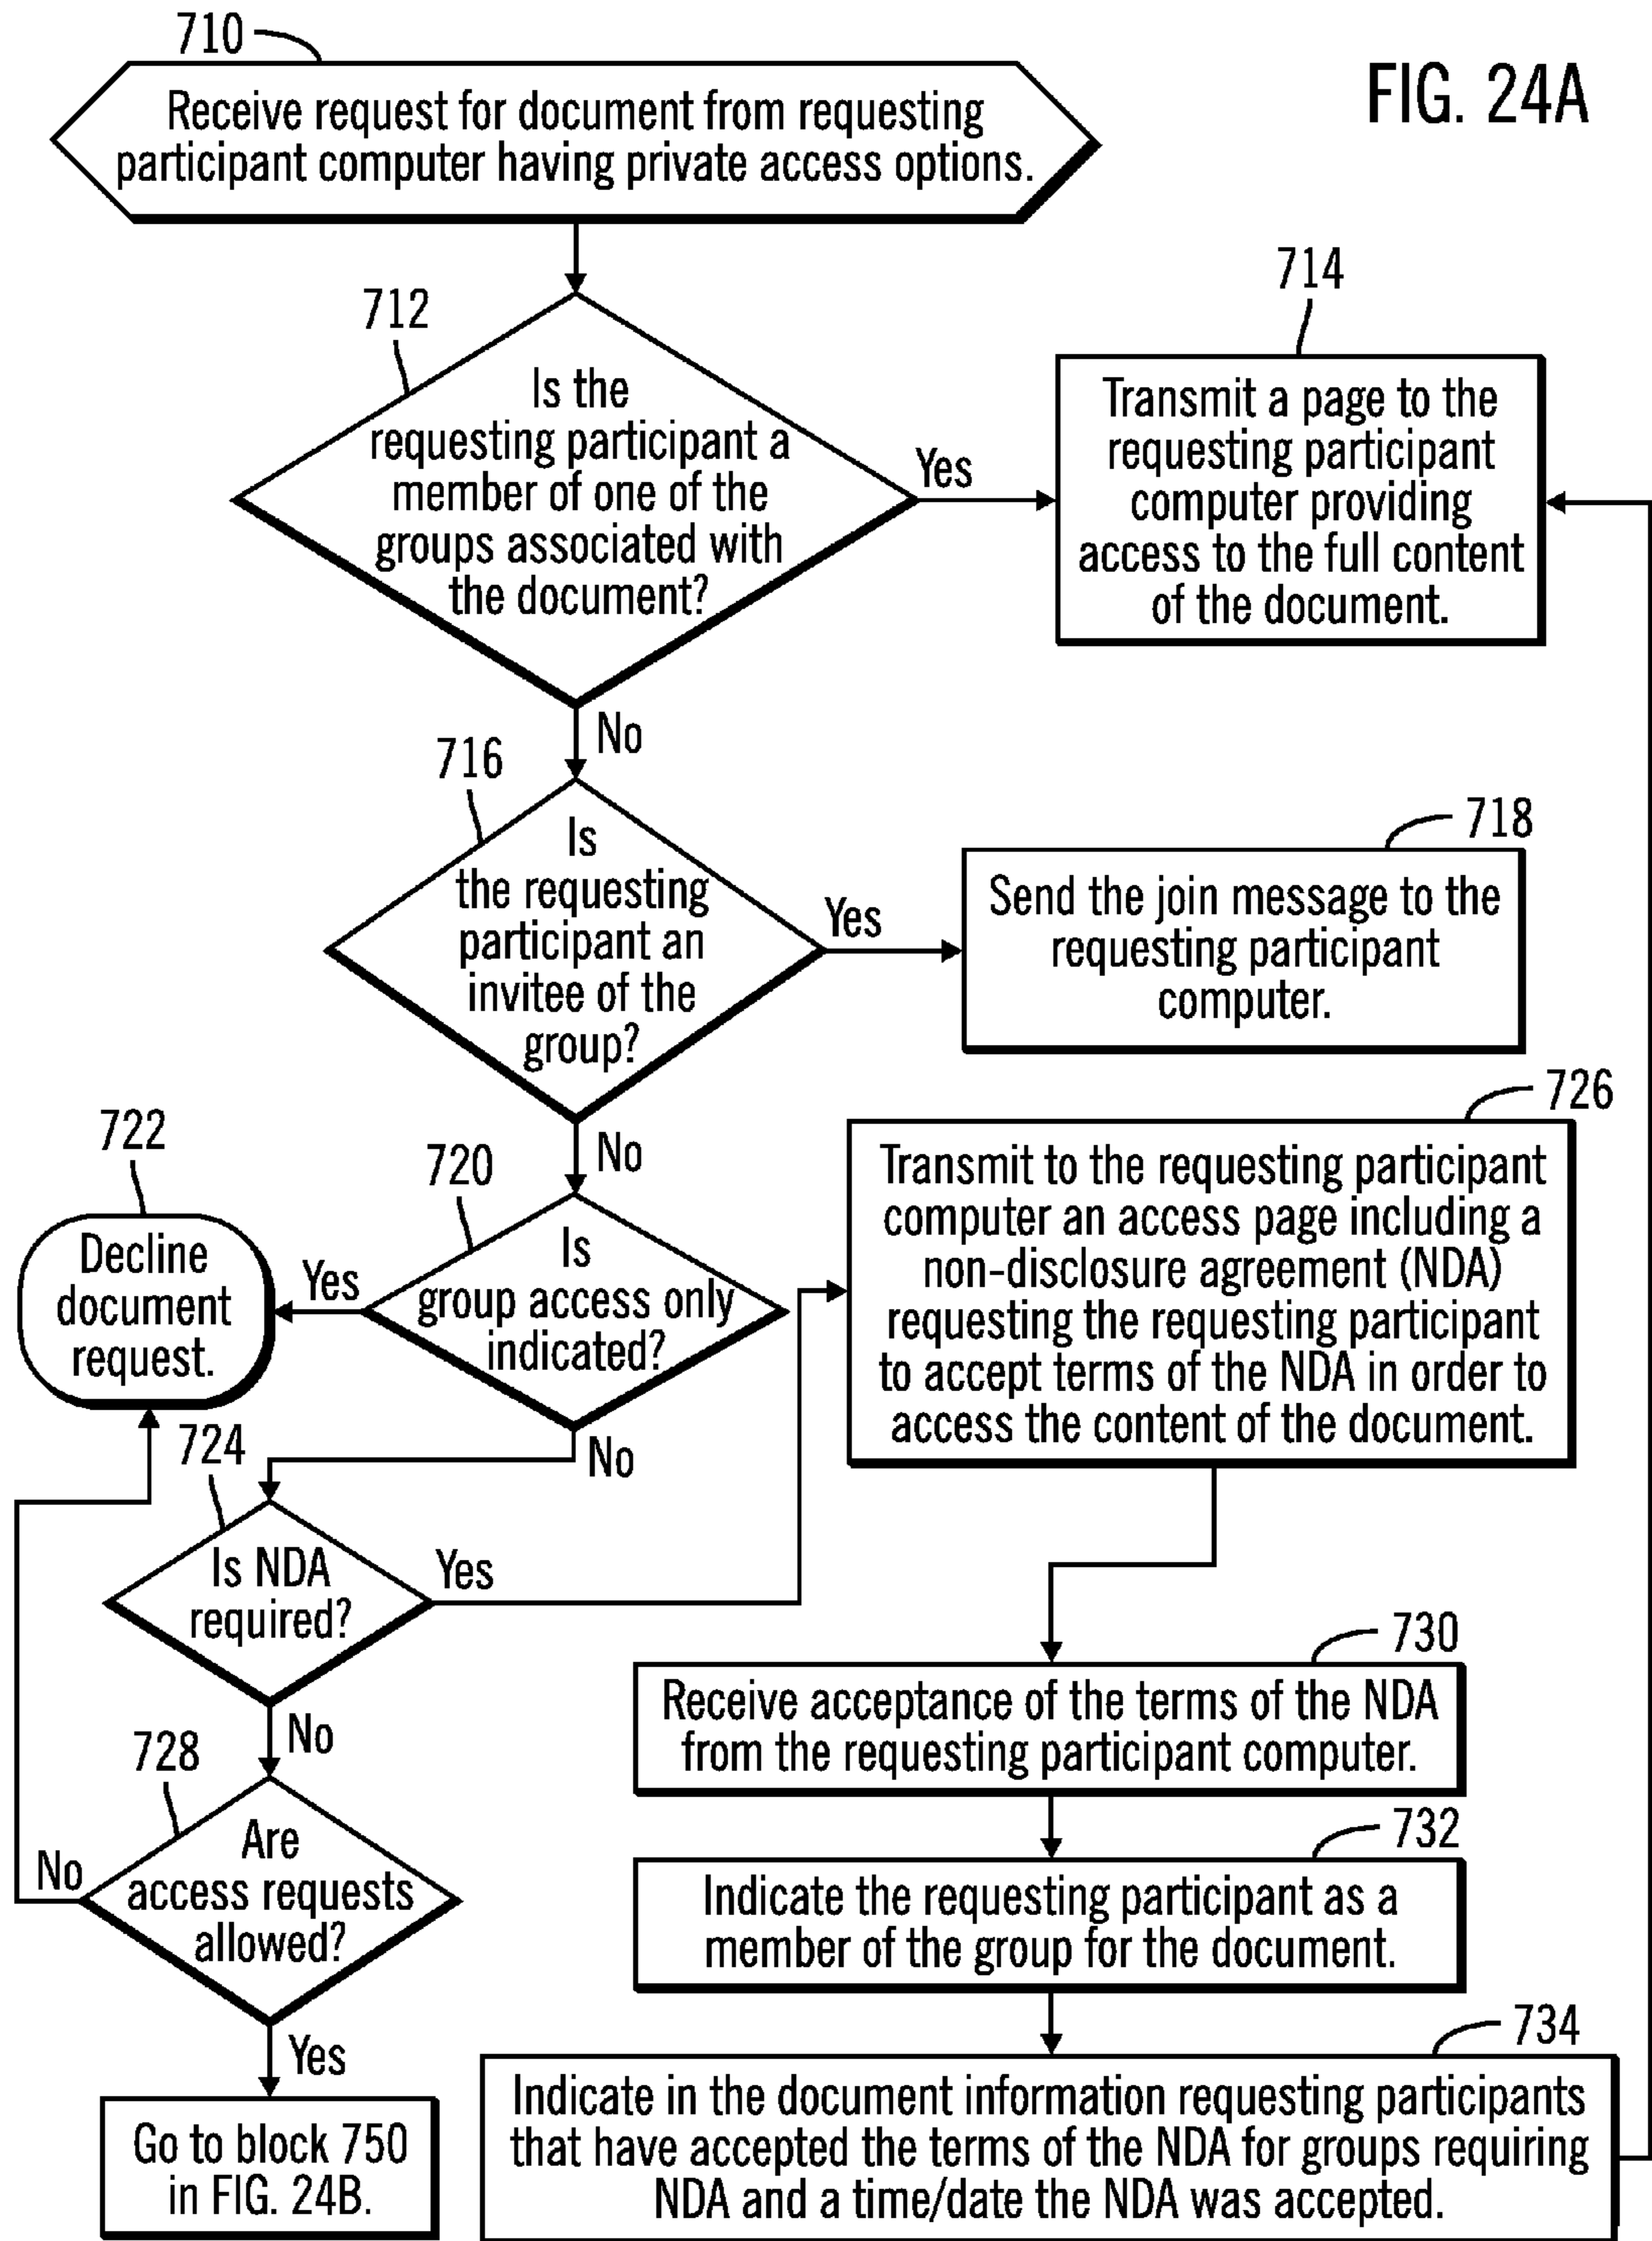 710
FIG. 24A
Receive request for document from requesting
participant computer having private access options.
712
Is the
requesting participant a
member of one of the
groups associated with
the document?
Yes
No
714
Transmit a page to the
requesting participant
computer providing
access to the full content
of the document.
716
Is
the requesting
participant an
invitee of the
group?
Yes
No
718
Send the join message to the
requesting participant
computer.
720
Is
group access only
indicated?
Yes
No
722
Decline
document
request.
724
Is NDA
required?
Yes
No
726
Transmit to the requesting participant
computer an access page including a
non-disclosure agreement (NDA)
requesting the requesting participant
to accept terms of the NDA in order to
access the content of the document.
728
Are
access requests
allowed?
No
Yes
Go to block 750
in FIG. 24B.
730
Receive acceptance of the terms of the NDA
from the requesting participant computer.
732
Indicate the requesting participant as a
member of the group for the document.
734
Indicate in the document information requesting participants
that have accepted the terms of the NDA for groups requiring
NDA and a time/date the NDA was accepted.